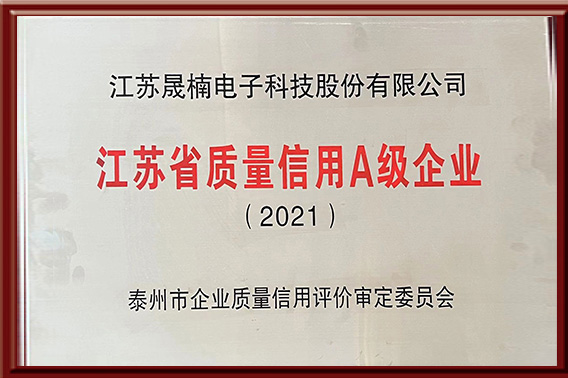 江苏晟楠电子科技股份有限公司
江苏省质量信用A级企业
（2021）
泰州市企业质量信用评价审定委员会